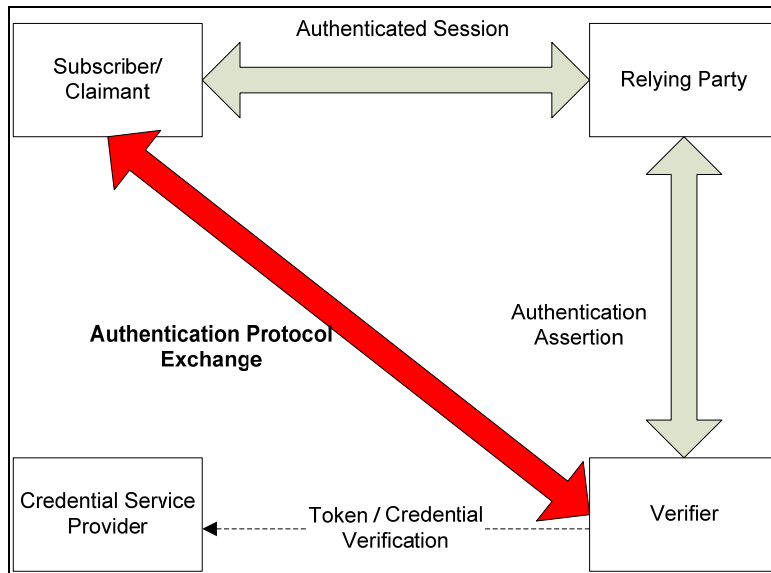 Authenticated Session
Subscriber/
Claimant
Relying Party
Authentication Protocol
Exchange
Authentication
Assertion
Credential Service
Provider
Token / Credential
Verification
Verifier